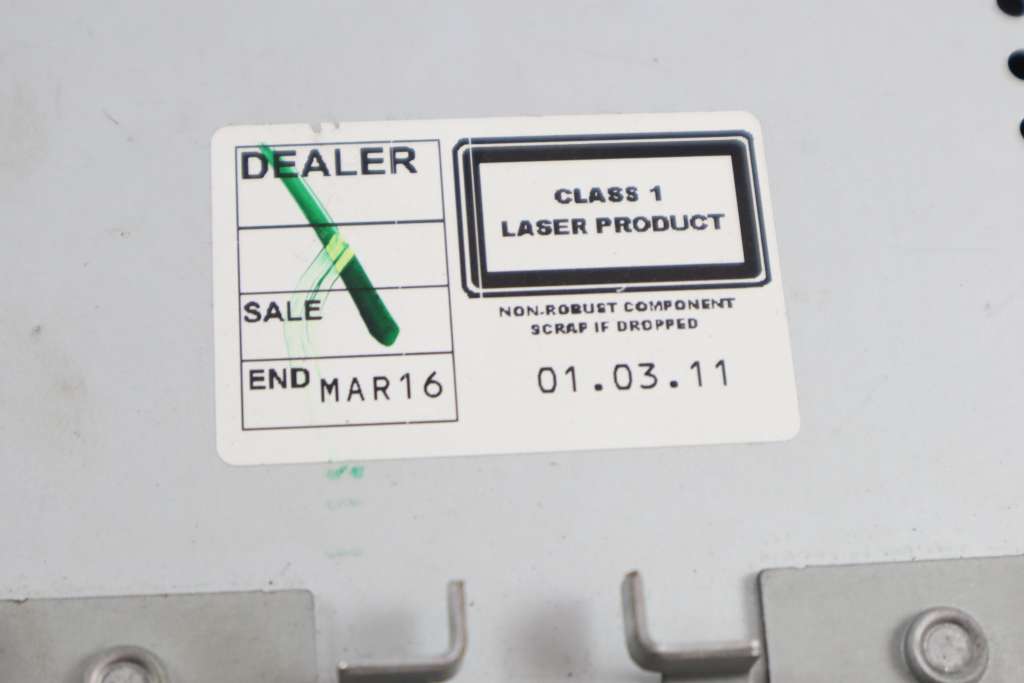 DEALER
SALE
END MAR16
CLASS 1
LASER PRODUCT
NON-ROBUST COMPONENT
SCRAP IF DROPPED
01.03.11